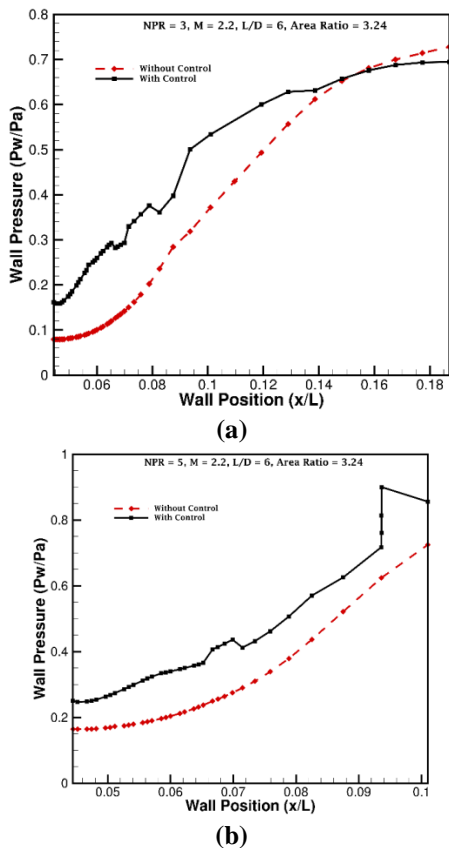 NPR = 3, M = 2.2, L/D = 6, Area Ratio = 3.24
Without Control
With Control
Wall Pressure (Pw/Pa)
0.8
0.7
0.6
0.5
0.4
0.3
0.2
0.1
0
0.06 0.08 0.1 0.12 0.14 0.16 0.18
Wall Position (x/L)
(a)
NPR = 5, M = 2.2, L/D = 6, Area Ratio = 3.24
Without Control
With Control
Wall Pressure (Pw/Pa)
1
0.8
0.6
0.4
0.2
0
0.05 0.06 0.07 0.08 0.09 0.1
Wall Position (x/L)
(b)